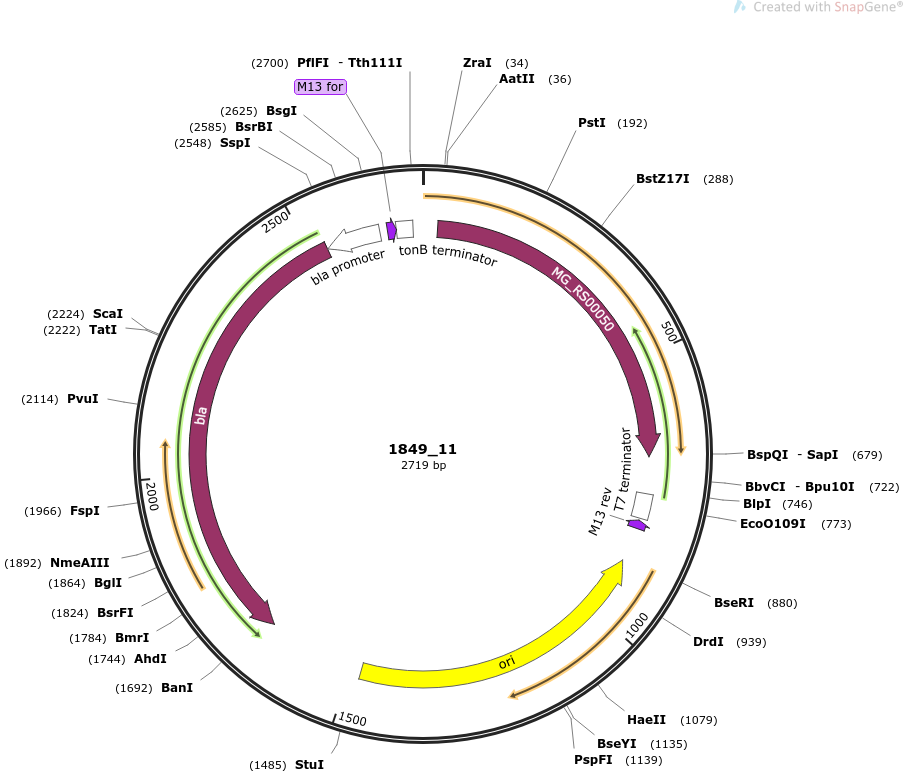 Created with SnapGene®
(2700) PflFI - Tth111I
ZraI (34)
M13 for
AatII (36)
(2625) BsgI
(2585) BsrBI
(2548) SspI
PstI (192)
BstZ17I (288)
2500
bla promoter
tonB terminator
MG_RS00050
500
(2224) ScaI
(2222) TatI
(2114) PvuI
bla
1849_11
2719 bp
T7 terminator
M13 rev
BspQI - SapI (679)
BbvCI - Bpu10I (722)
BlpI (746)
EcoO109I (773)
2000
(1966) FspI
(1892) NmeAIII
(1864) BglI
(1824) BsrFI
(1784) BmrI
(1744) AhdI
(1692) BanI
BseRI (880)
1000
DrdI (939)
ori
1500
HaeII (1079)
BseYI (1135)
PspFI (1139)
(1485) StuI